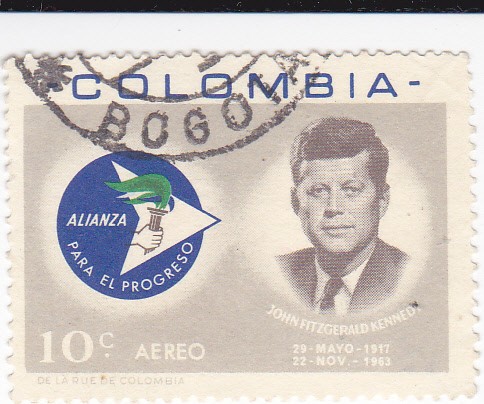 - COLOMBIA -
BOGOTA
ALIANZA
PARA EL PROGRESO
JOHN FITZGERALD KENNEDY
10 c. AEREO
29 - MAYO - 1917
22 - NOV. - 1963
DE LA RUE DE COLOMBIA